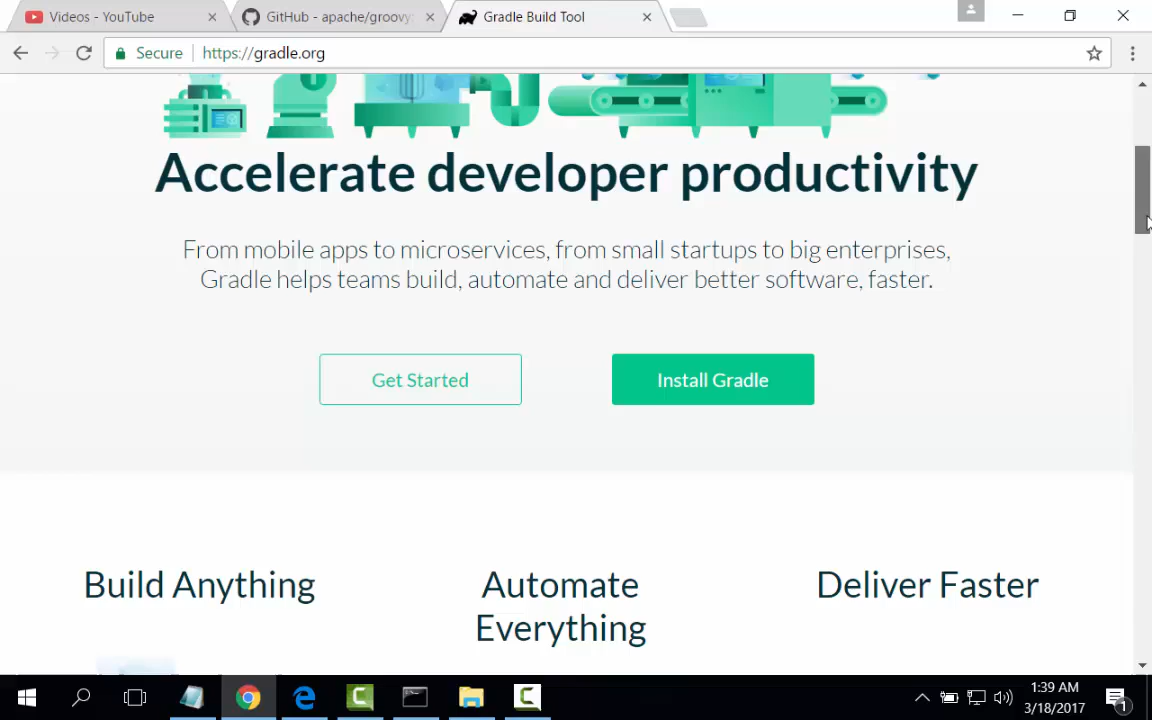 Videos - YouTube
GitHub - apache/groovy:
Gradle Build Tool
Secure
https://gradle.org
Accelerate developer productivity
From mobile apps to microservices, from small startups to big enterprises,
Gradle helps teams build, automate and deliver better software, faster.
Get Started
Install Gradle
Build Anything
Automate
Everything
Deliver Faster
1:39 AM
3/18/2017
1